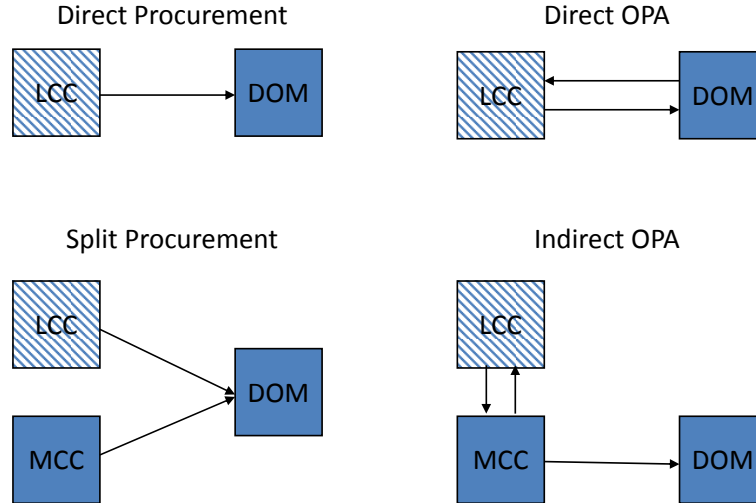 Direct Procurement
LCC
DOM
Direct OPA
LCC
DOM
Split Procurement
LCC
DOM
MCC
Indirect OPA
LCC
MCC
DOM